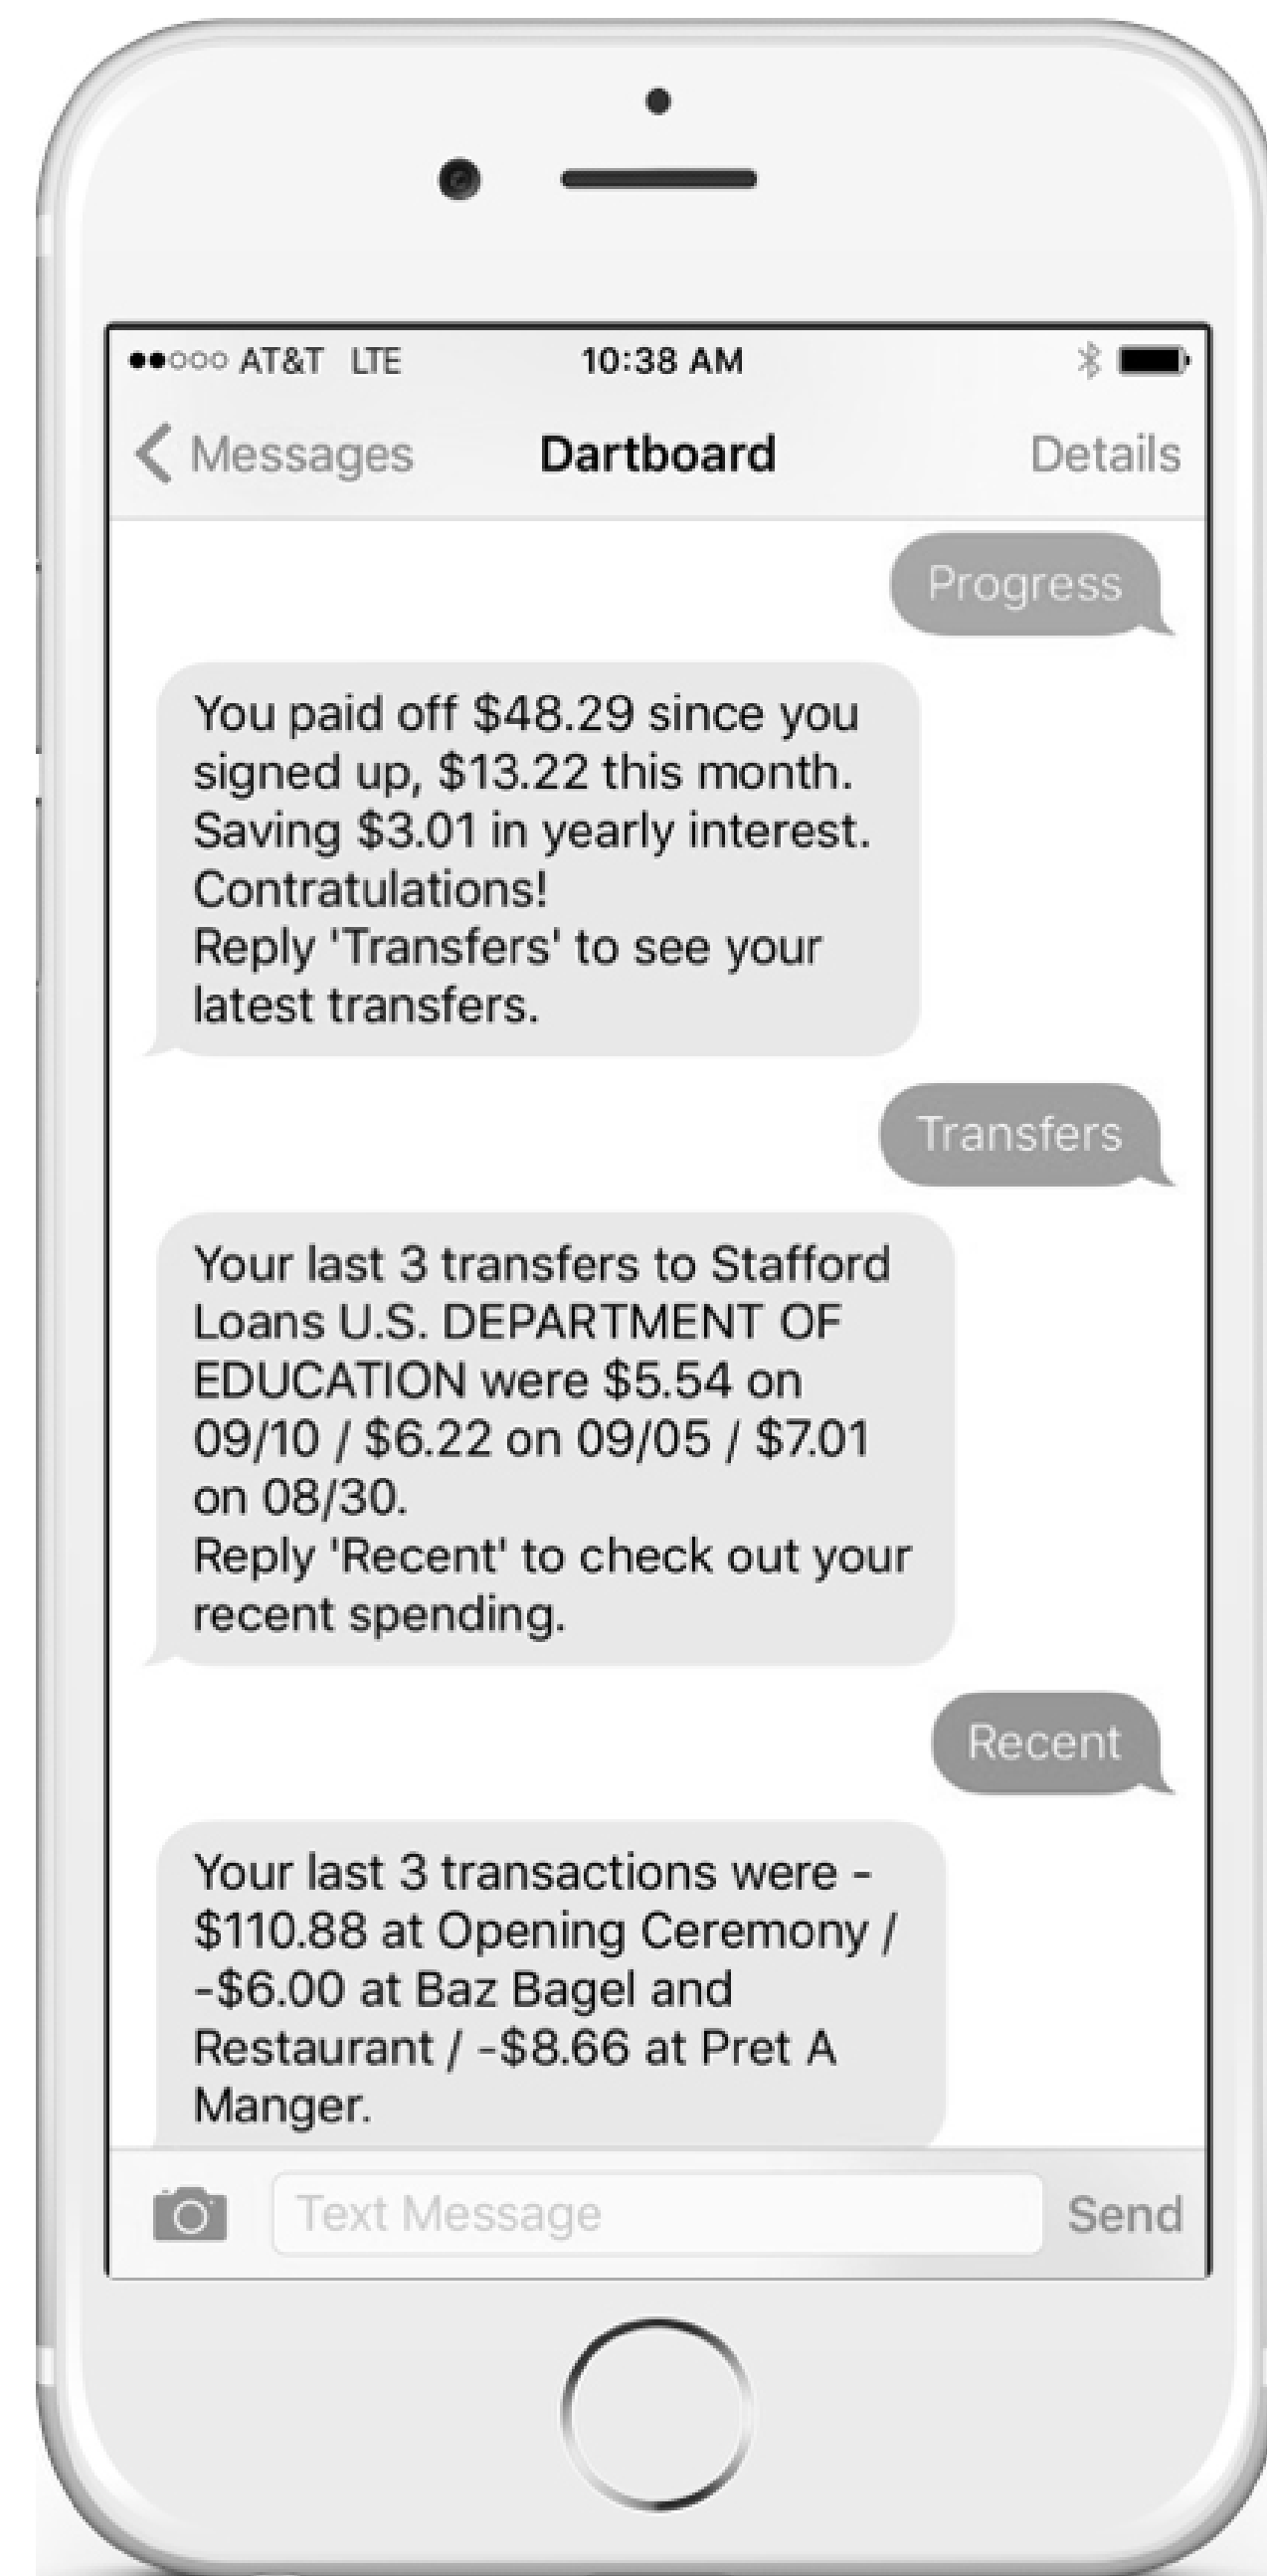 AT&T LTE 10:38 AM
Messages Dartboard Details
Progress
You paid off $48.29 since you
signed up, $13.22 this month.
Saving $3.01 in yearly interest.
Contratulations!
Reply 'Transfers' to see your
latest transfers.
Transfers
Your last 3 transfers to Stafford
Loans U.S. DEPARTMENT OF
EDUCATION were $5.54 on
09/10 / $6.22 on 09/05 / $7.01
on 08/30.
Reply 'Recent' to check out your
recent spending.
Recent
Your last 3 transactions were -
$110.88 at Opening Ceremony /
-$6.00 at Baz Bagel and
Restaurant / -$8.66 at Pret A
Manger.
Text Message Send